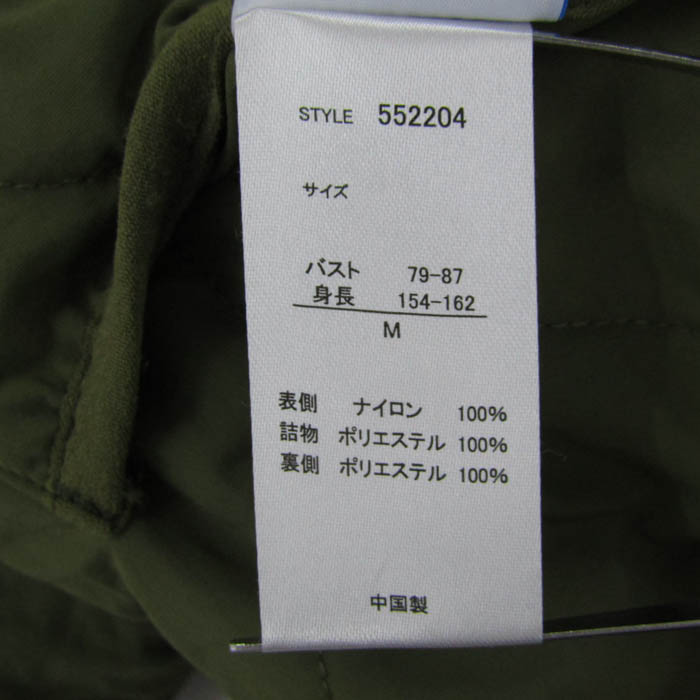 STYLE 552204
サイズ
バスト 79-87
身長 154-162
M
表側 ナイロン 100%
詰物 ポリエステル 100%
裏側 ポリエステル 100%
中国製